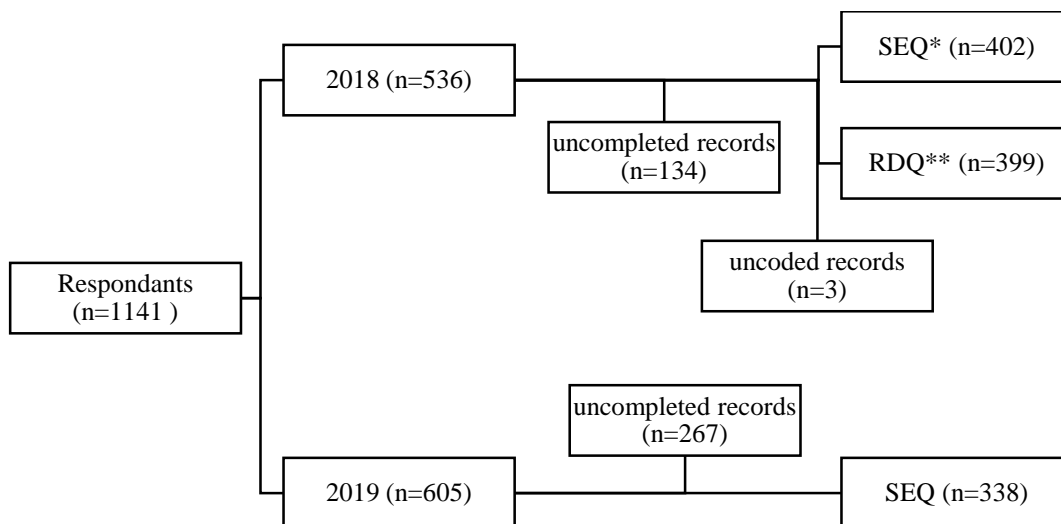 SEQ* (n=402)
2018 (n=536)
uncompleted records
(n=134)
RDQ** (n=399)
uncoded records
(n=3)
Respondants
(n=1141 )
uncompleted records
(n=267)
2019 (n=605)
SEQ (n=338)